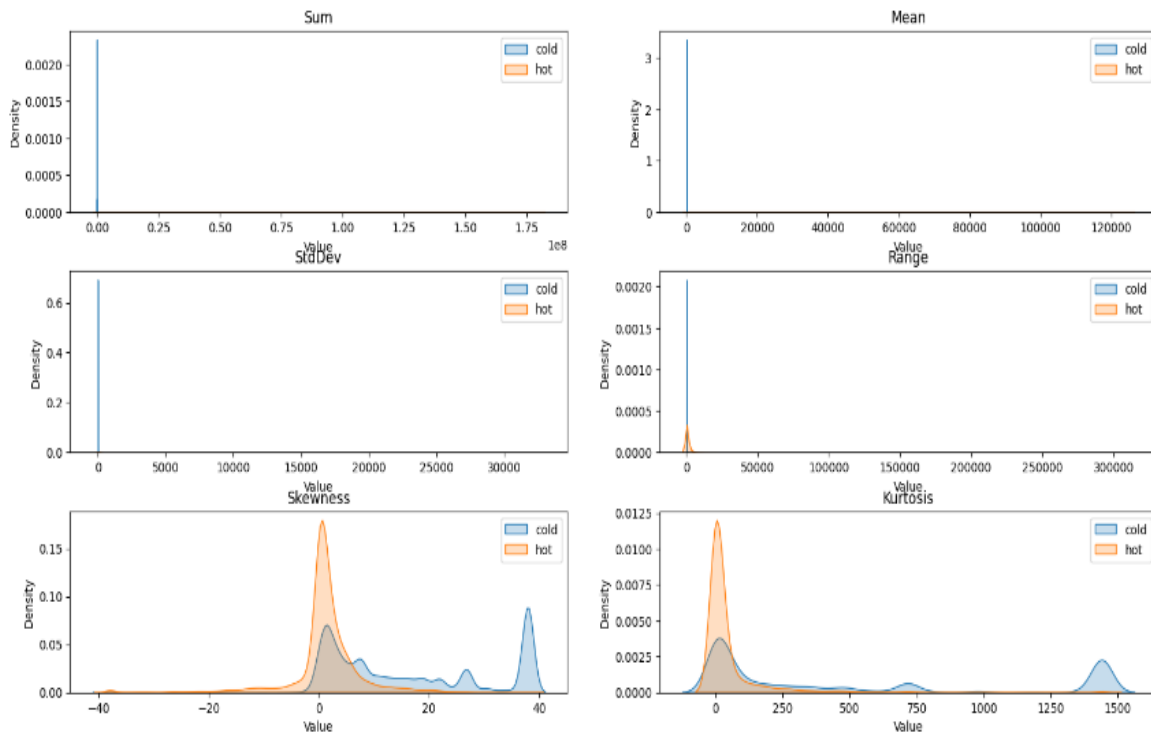 Sum
Density
0.0020
0.0015
0.0010
0.0005
0.0000
cold
hot
0.00 0.25 0.50 0.75 1.00 1.25 1.50 1.75
Value
1e8
Mean
Density
3
2
1
0
cold
hot
0 20000 40000 60000 80000 100000 120000
Value
StdDev
Density
0.6
0.4
0.2
0.0
cold
hot
0 5000 10000 15000 20000 25000 30000
Value
Range
Density
0.0020
0.0015
0.0010
0.0005
0.0000
cold
hot
0 50000 100000 150000 200000 250000 300000
Value
Skewness
Density
0.15
0.10
0.05
0.00
cold
hot
−40 −20 0 20 40
Value
Kurtosis
Density
0.0125
0.0100
0.0075
0.0050
0.0025
0.0000
cold
hot
0 250 500 750 1000 1250 1500
Value